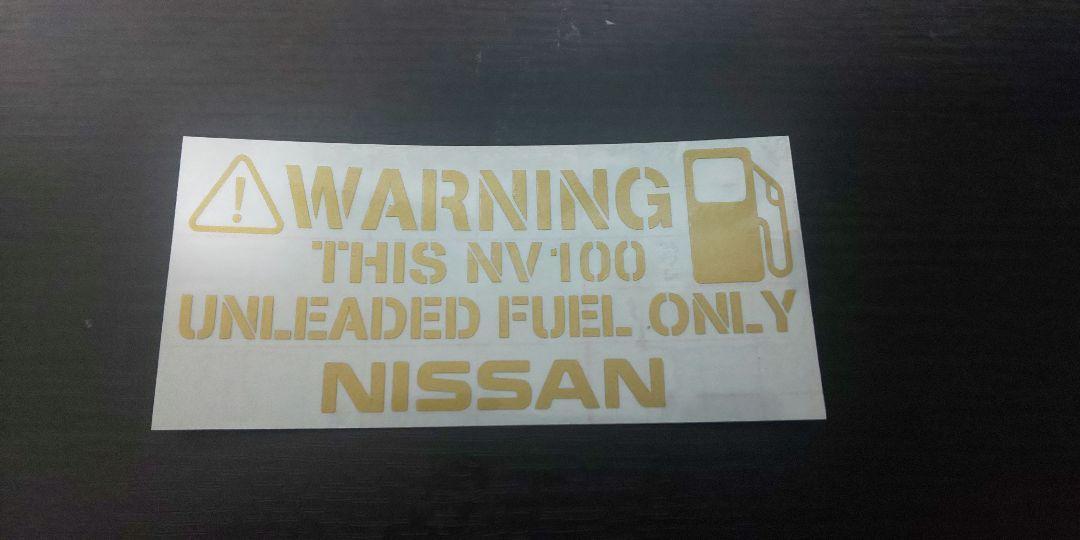 WARNING
THIS NV100
UNLEADED FUEL ONLY
NISSAN